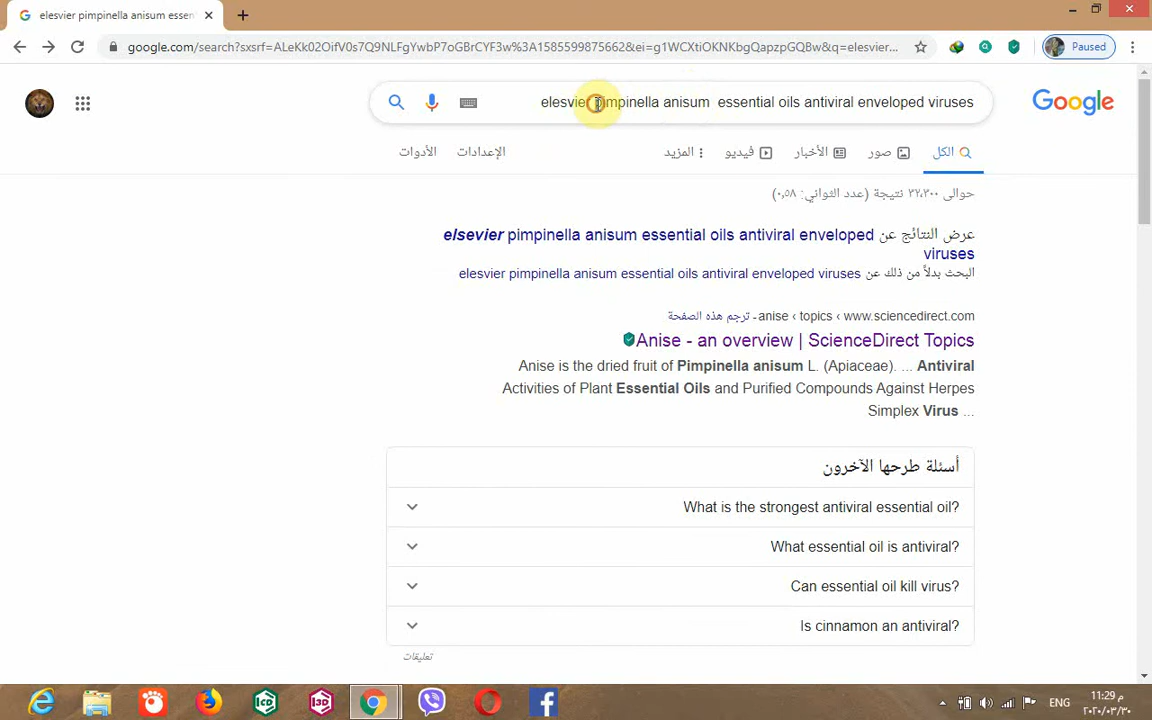 elesvier pimpinella anisum essen
google.com/search?sxsrf=ALeKk02OifV0s7Q9NLFgYwbP7oGBrCYF3w%3A1585599875662&ei=g1WCXtiOKNKbgQapzpGQBw&q=elesvier...
Paused
elesvier pimpinella anisum essential oils antiviral enveloped viruses
Google
الكل
صور
الأخبار
فيديو
المزيد
الإعدادات
الأدوات
حوالى ٣٢،٣٠٠ نتيجة (عدد الثواني: ٠٫٥٨)
عرض النتائج عن elsevier pimpinella anisum essential oils antiviral enveloped
viruses
البحث بدلاً من ذلك عن elesvier pimpinella anisum essential oils antiviral enveloped viruses
www.sciencedirect.com › topics › anise - ترجم هذه الصفحة
Anise - an overview | ScienceDirect Topics
Anise is the dried fruit of Pimpinella anisum L. (Apiaceae). ... Antiviral
Activities of Plant Essential Oils and Purified Compounds Against Herpes
Simplex Virus ...
أسئلة طرحها الآخرون
What is the strongest antiviral essential oil?
What essential oil is antiviral?
Can essential oil kill virus?
Is cinnamon an antiviral?
تعليقات
ENG
11:29 م
٢٠٢٠/٠٣/٣٠